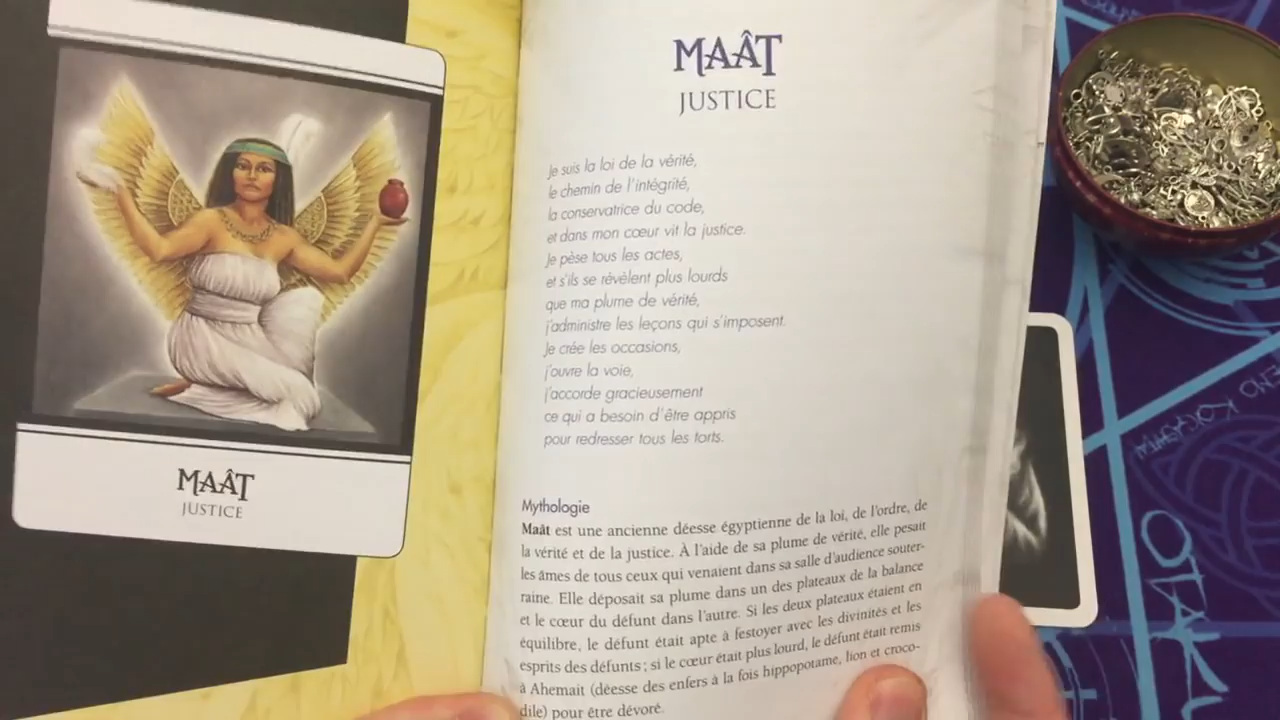 MAÂT
JUSTICE
MAÂT
JUSTICE
Je suis la loi de la vérité,
le chemin de l'intégrité,
la conservatrice du code,
et dans mon cœur vit la justice.
Je pèse tous les actes,
et s'ils se révèlent plus lourds
que ma plume de vérité,
j'administre les leçons qui s'imposent.
Je crée les occasions,
j'ouvre la voie,
j'accorde gracieusement
ce qui a besoin d'être appris
pour redresser tous les torts.
Mythologie
Maât est une ancienne déesse égyptienne de la loi, de l'ordre, de
la vérité et de la justice. À l'aide de sa plume de vérité, elle pesait
les âmes de tous ceux qui venaient dans sa salle d'audience souter-
raine. Elle déposait sa plume dans un des plateaux de la balance
et le cœur du défunt dans l'autre. Si les deux plateaux étaient en
équilibre, le défunt était apte à festoyer avec les divinités et les
esprits des défunts ; si le cœur était plus lourd, le défunt était remis
à Ahemait (déesse des enfers à la fois hippopotame, lion et croco-
dile) pour être dévoré.
OTAKU